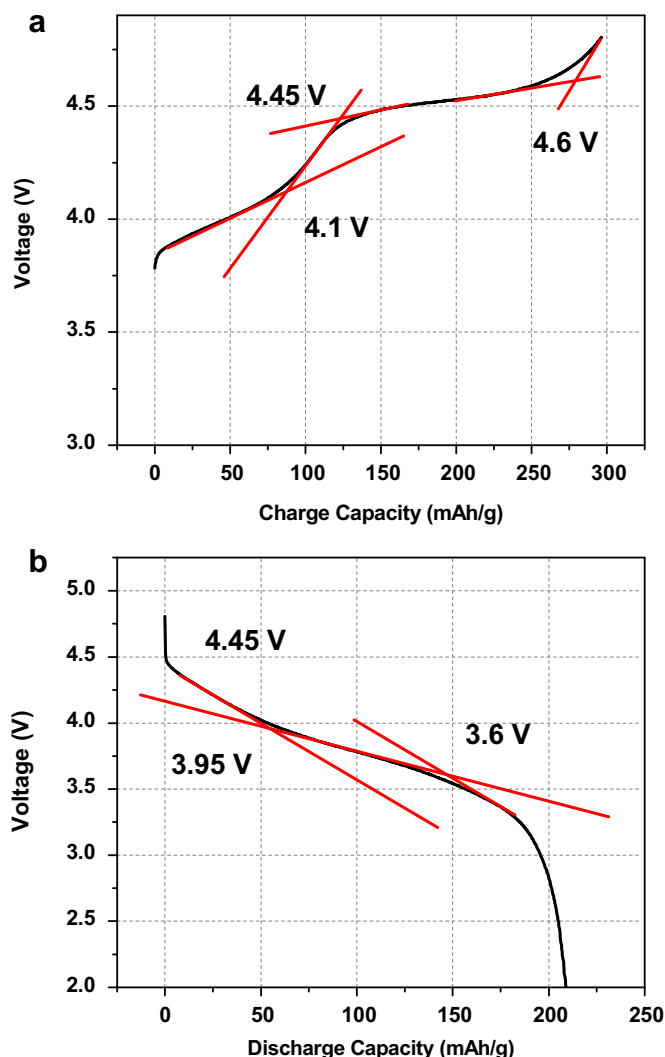 a
4.45 V
4.6 V
4.1 V
Voltage (V)
5.0
4.5
4.0
3.5
3.0
0 50 100 150 200 250 300
Charge Capacity (mAh/g)
b
4.45 V
3.95 V
3.6 V
Voltage (V)
5.0
4.5
4.0
3.5
3.0
2.5
2.0
0 50 100 150 200 250
Discharge Capacity (mAh/g)